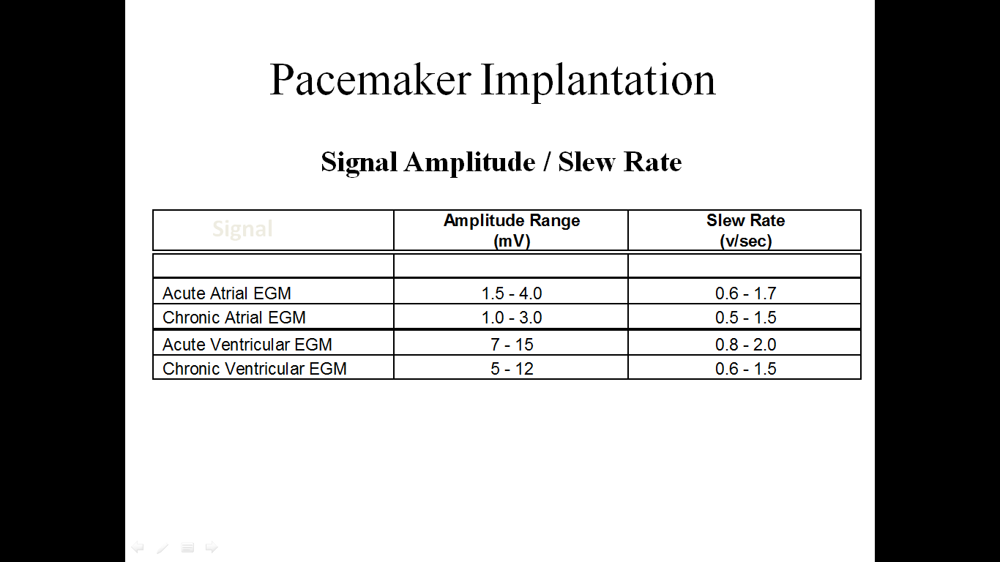 Pacemaker Implantation
Signal Amplitude / Slew Rate
Signal Amplitude Range (mV) Slew Rate (v/sec)
Acute Atrial EGM 1.5 - 4.0 0.6 - 1.7
Chronic Atrial EGM 1.0 - 3.0 0.5 - 1.5
Acute Ventricular EGM 7 - 15 0.8 - 2.0
Chronic Ventricular EGM 5 - 12 0.6 - 1.5